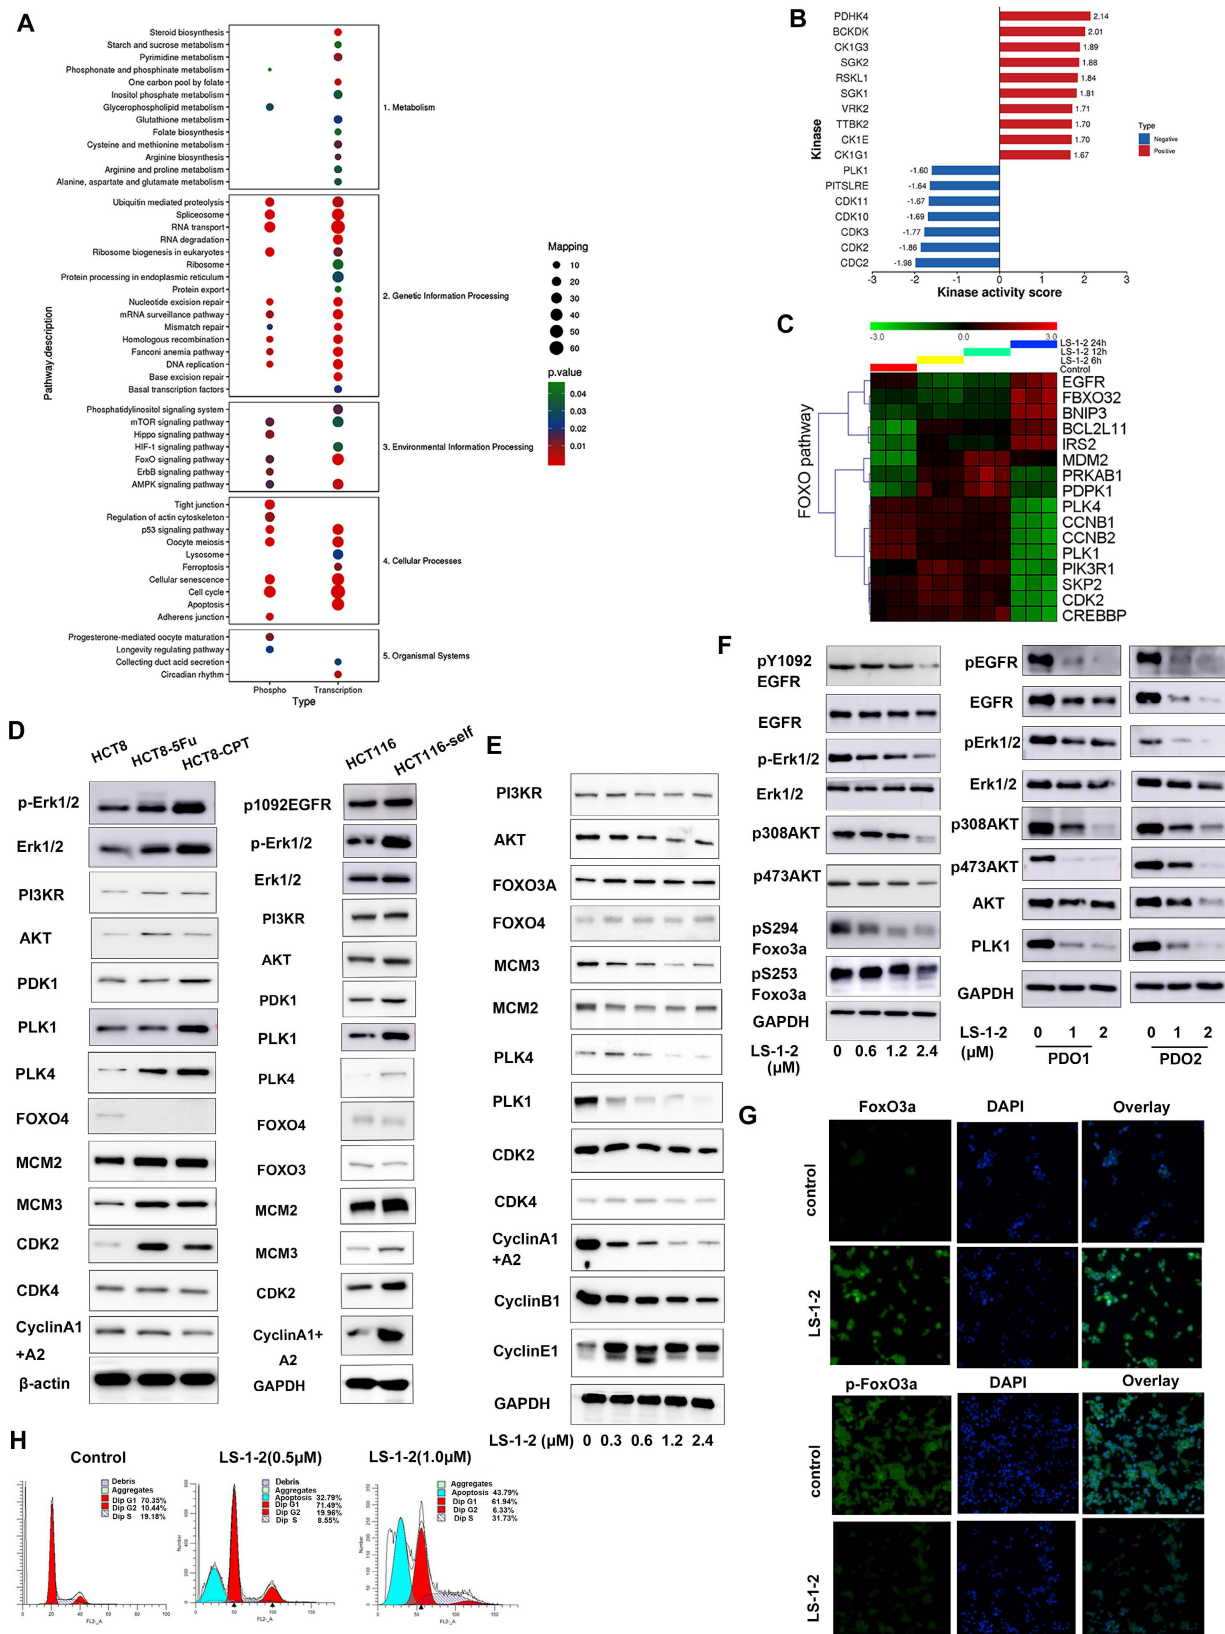 A
Steroid biosynthesis
Starch and sucrose metabolism
Pyrimidine metabolism
Phosphonate and phosphinate metabolism
One carbon pool by folate
Inositol phosphate metabolism
Glycerophospholipid metabolism
Glutathione metabolism
Folate biosynthesis
Cysteine and methionine metabolism
Arginine biosynthesis
Arginine and proline metabolism
Alanine, aspartate and glutamate metabolism
1. Metabolism
Ubiquitin mediated proteolysis
Spliceosome
RNA transport
RNA degradation
Ribosome biogenesis in eukaryotes
Ribosome
Protein processing in endoplasmic reticulum
Protein export
Nucleotide excision repair
mRNA surveillance pathway
Mismatch repair
Homologous recombination
Fanconi anemia pathway
DNA replication
Base excision repair
Basal transcription factors
2. Genetic Information Processing
Phosphatidylinositol signaling system
mTOR signaling pathway
Hippo signaling pathway
HIF-1 signaling pathway
FoxO signaling pathway
ErbB signaling pathway
AMPK signaling pathway
3. Environmental Information Processing
Tight junction
Regulation of actin cytoskeleton
p53 signaling pathway
Oocyte meiosis
Lysosome
Ferroptosis
Cellular senescence
Cell cycle
Apoptosis
Adherens junction
4. Cellular Processes
Progesterone-mediated oocyte maturation
Longevity regulating pathway
Collecting duct acid secretion
Circadian rhythm
5. Organismal Systems
Pathway.description
Phospho
Transcription
Type
Mapping
10
20
30
40
50
60
p.value
0.04
0.03
0.02
0.01
B
PDHK4 2.14
BCKDK 2.01
CK1G3 1.89
SGK2 1.88
RSKL1 1.84
SGK1 1.81
VRK2 1.71
TTBK2 1.70
CK1E 1.70
CK1G1 1.67
PLK1 -1.60
PITSLRE -1.64
CDK11 -1.67
CDK10 -1.69
CDK3 -1.77
CDK2 -1.86
CDC2 -1.98
Kinase
-3 -2 -1 0 1 2 3
Kinase activity score
Type
Negative
Positive
C
-3.0 0.0 3.0
LS-1-2 24h
LS-1-2 12h
LS-1-2 6h
Control
FOXO pathway
EGFR
FBXO32
BNIP3
BCL2L11
IRS2
MDM2
PRKAB1
PDPK1
PLK4
CCNB1
CCNB2
PLK1
PIK3R1
SKP2
CDK2
CREBBP
D
HCT8
HCT8-5Fu
HCT8-CPT
p-Erk1/2
Erk1/2
PI3KR
AKT
PDK1
PLK1
PLK4
FOXO4
MCM2
MCM3
CDK2
CDK4
CyclinA1
+A2
β-actin
HCT116
HCT116-self
p1092EGFR
p-Erk1/2
Erk1/2
PI3KR
AKT
PDK1
PLK1
PLK4
FOXO4
FOXO3
MCM2
MCM3
CDK2
CyclinA1+
A2
GAPDH
E
PI3KR
AKT
FOXO3A
FOXO4
MCM3
MCM2
PLK4
PLK1
CDK2
CDK4
CyclinA1
+A2
CyclinB1
CyclinE1
GAPDH
LS-1-2 (μM) 0 0.3 0.6 1.2 2.4
F
pY1092
EGFR
EGFR
p-Erk1/2
Erk1/2
p308AKT
p473AKT
pS294
Foxo3a
pS253
Foxo3a
GAPDH
LS-1-2 0 0.6 1.2 2.4
(μM)
pEGFR
EGFR
pErk1/2
Erk1/2
p308AKT
p473AKT
AKT
PLK1
GAPDH
LS-1-2 0 1 2 0 1 2
(μM)
PDO1
PDO2
G
FoxO3a DAPI Overlay
control
LS-1-2
p-FoxO3a DAPI Overlay
control
LS-1-2
H
Control
Debris
Aggregates
Dip G1 70.35%
Dip G2 10.44%
Dip S 19.18%
0 20 40 60 80 100
FL2-_A
LS-1-2(0.5μM)
Debris
Aggregates
Apoptosis 32.79%
Dip G1 71.49%
Dip G2 19.96%
Dip S 8.55%
Number
0 50 100 150
FL2-_A
LS-1-2(1.0μM)
Aggregates
Apoptosis 43.79%
Dip G1 61.94%
Dip G2 6.33%
Dip S 31.73%
Number
0 50 100 150
FL2-_A